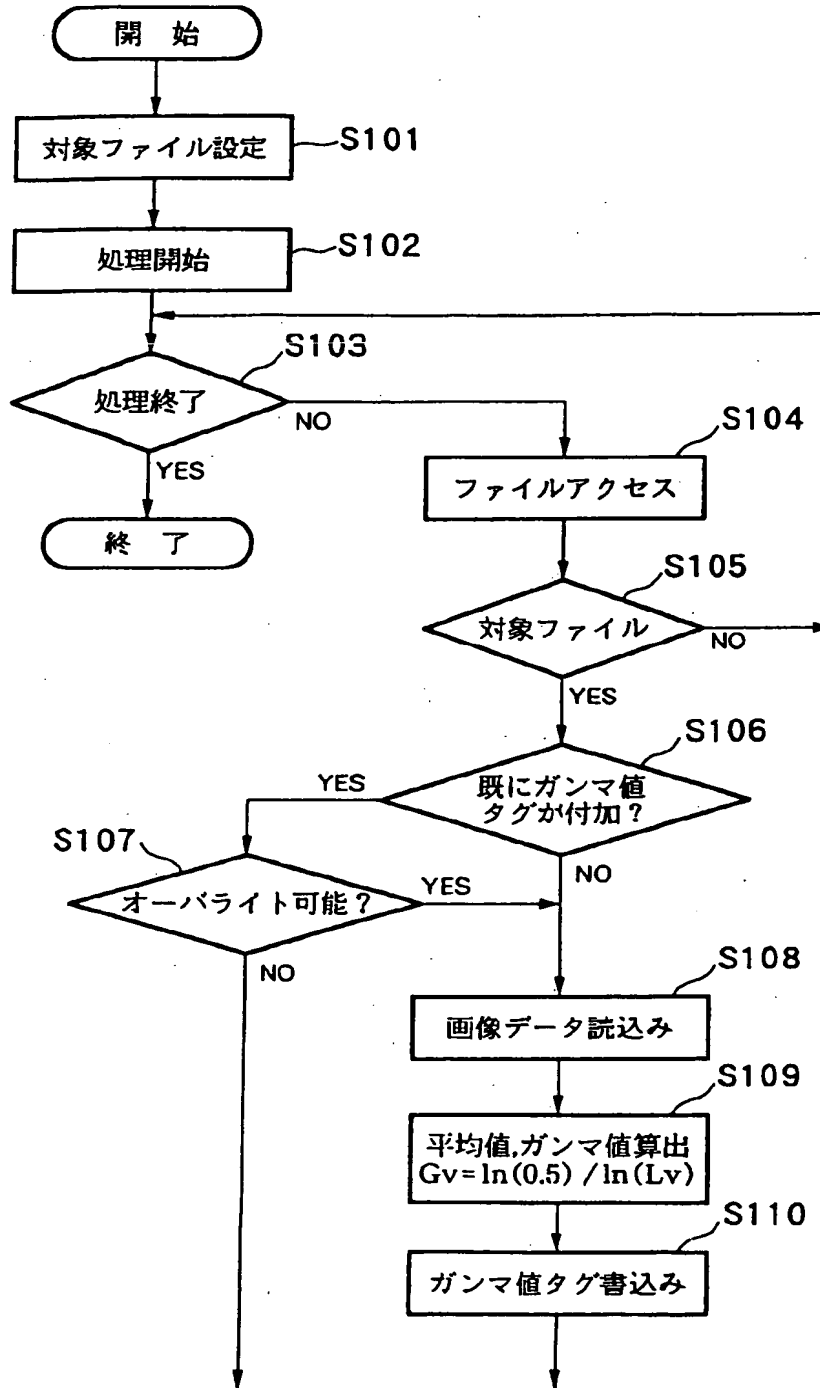 開 始
対象ファイル設定
S101
処理開始
S102
S103
処理終了
NO
YES
終 了
S104
ファイルアクセス
S105
対象ファイル
NO
YES
S106
既にガンマ値
タグが付加？
YES
NO
S107
オーバライト可能？
YES
NO
S108
画像データ読込み
S109
平均値,ガンマ値算出
Gv=ln(0.5)/ln(Lv)
S110
ガンマ値タグ書込み